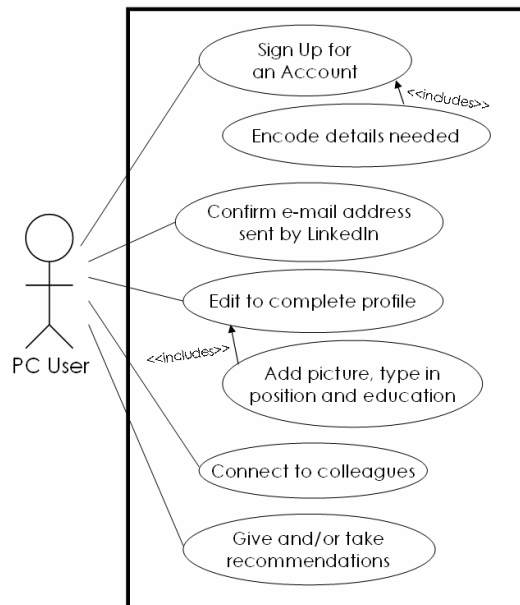 Sign Up for
an Account
<<includes>>
Encode details needed
Confirm e-mail address
sent by LinkedIn
Edit to complete profile
PC User
<<includes>>
Add picture, type in
position and education
Connect to colleagues
Give and/or take
recommendations